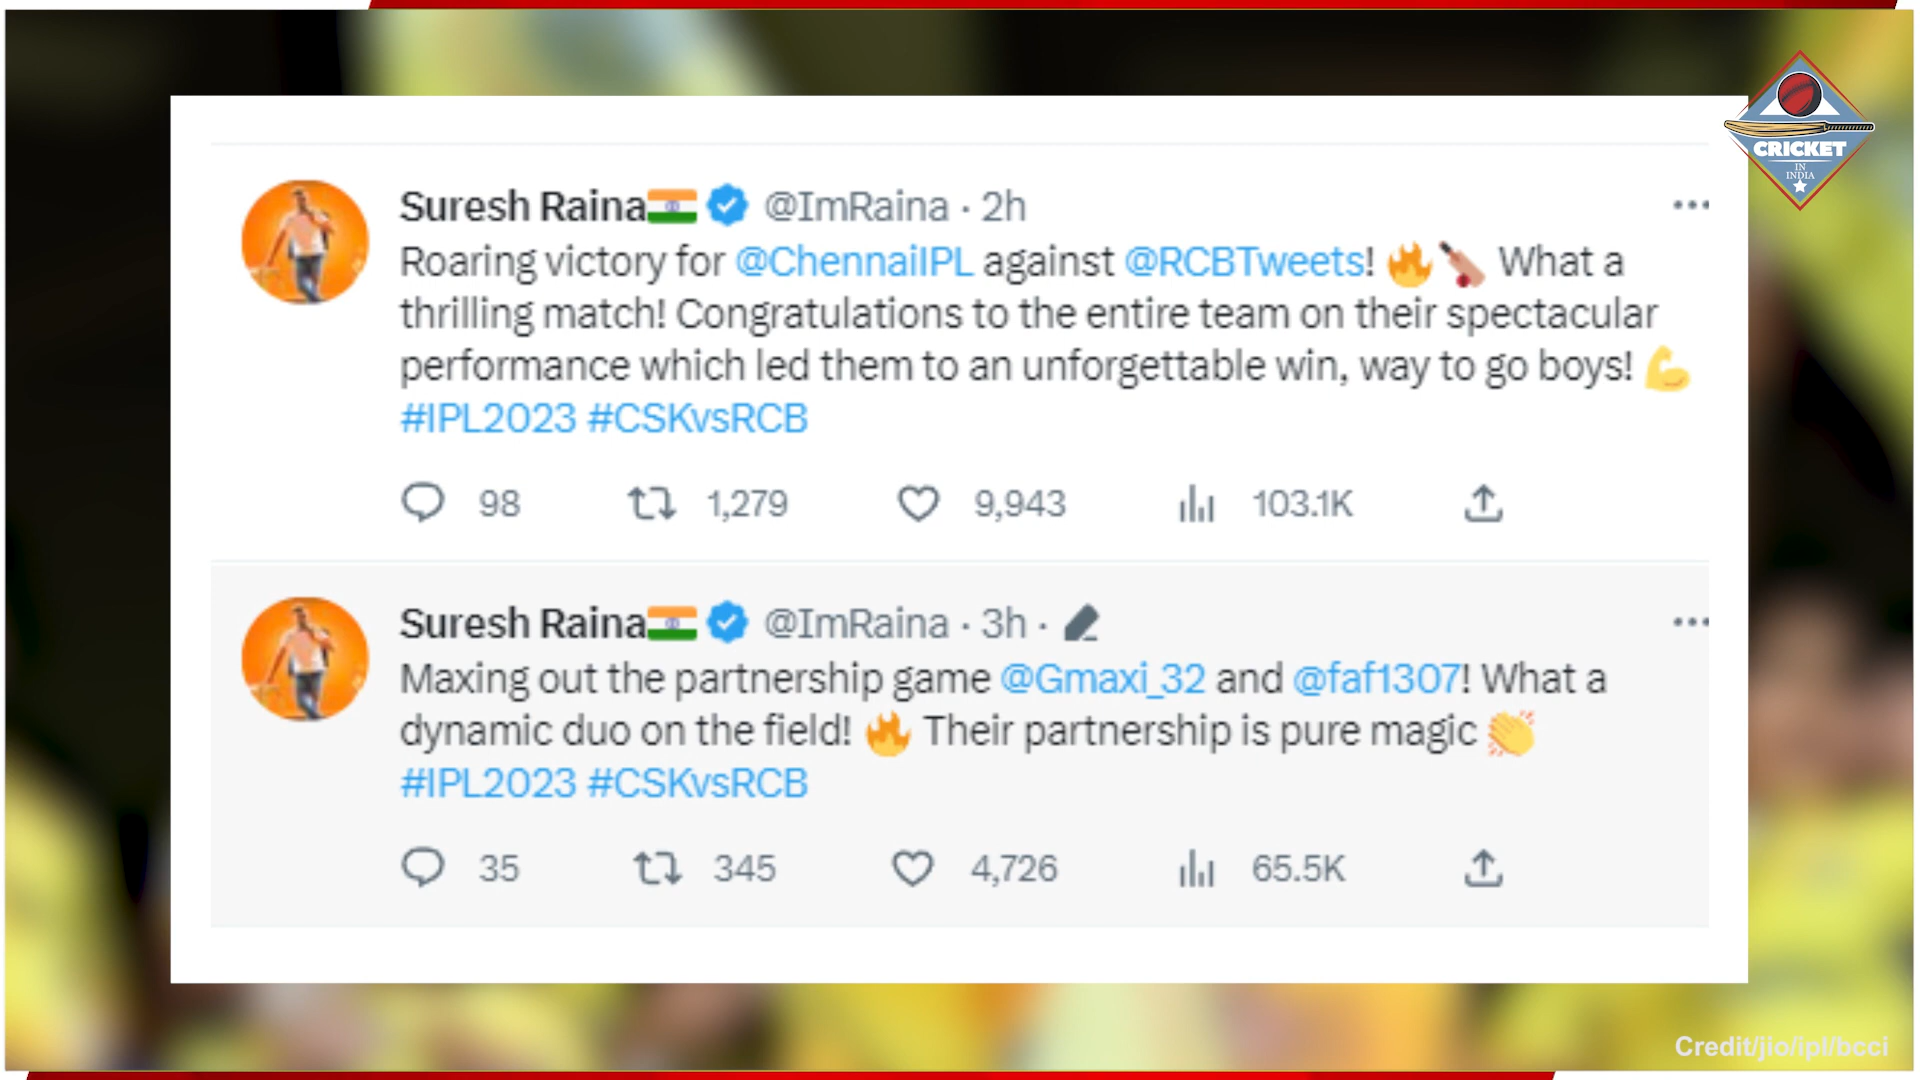 CRICKET
IN
INDIA
Suresh Raina🇮🇳 @ImRaina · 2h
Roaring victory for @ChennaiIPL against @RCBTweets! 🔥🏏 What a
thrilling match! Congratulations to the entire team on their spectacular
performance which led them to an unforgettable win, way to go boys! 💪
#IPL2023 #CSKvsRCB
98 1,279 9,943 103.1K
Suresh Raina🇮🇳 @ImRaina · 3h ·
Maxing out the partnership game @Gmaxi_32 and @faf1307! What a
dynamic duo on the field! 🔥 Their partnership is pure magic 👏
#IPL2023 #CSKvsRCB
35 345 4,726 65.5K
Credit/jio/ipl/bcci